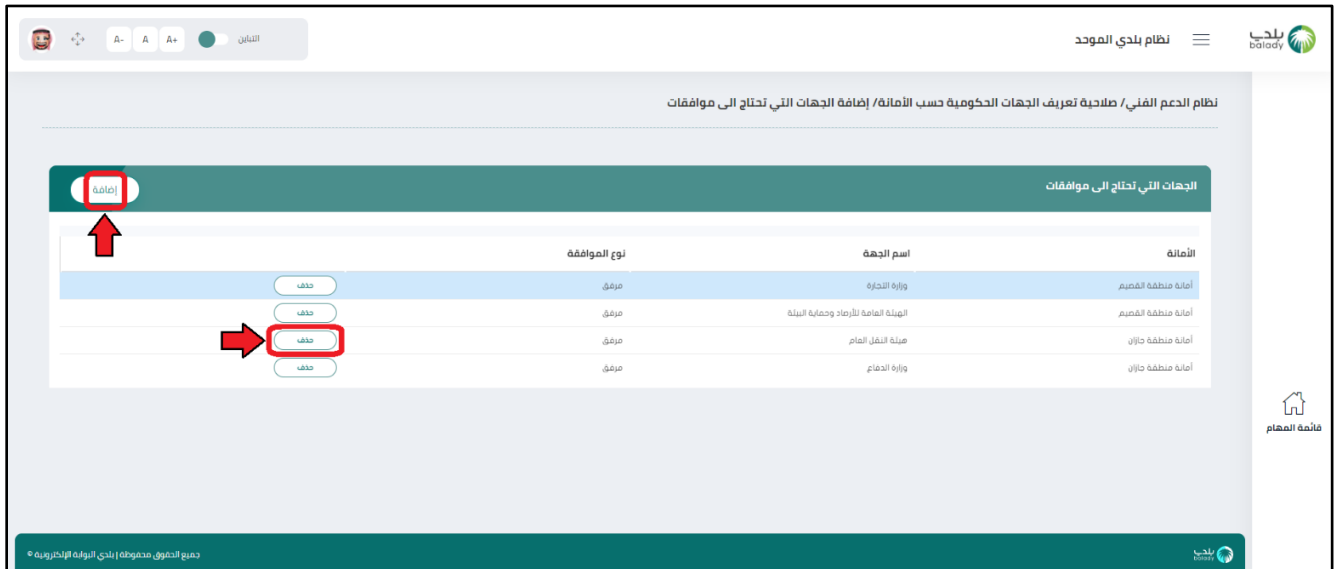 بلدي
balady
نظام بلدي الموحد
التباين
A+
A
A-
نظام الدعم الفني/ صلاحية تعريف الجهات الحكومية حسب الأمانة/ إضافة الجهات التي تحتاج الى موافقات
الجهات التي تحتاج الى موافقات
إضافة
الأمانة اسم الجهة نوع الموافقة
أمانة منطقة القصيم وزارة التجارة مرفق حذف
أمانة منطقة القصيم الهيئة العامة للأرصاد وحماية البيئة مرفق حذف
أمانة منطقة جازان هيئة النقل العام مرفق حذف
أمانة منطقة جازان وزارة الدفاع مرفق حذف
قائمة المهام
بلدي
balady
جميع الحقوق محفوظة | بلدي البوابة الإلكترونية ©